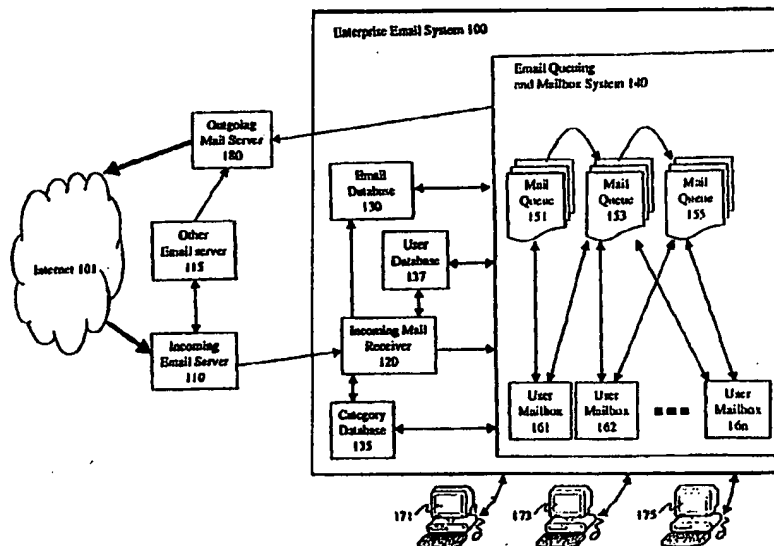 Enterprise Email System 100
Email Queuing
and Mailbox System 140
Outgoing
Mail Server
180
Email
Database
130
Mail
Queue
151
Mail
Queue
153
Mail
Queue
155
Other
Email server
115
User
Database
137
Internet 101
Incoming
Email Server
110
Incoming Mail
Receiver
120
Category
Database
135
User
Mailbox
161
User
Mailbox
162
User
Mailbox
16n
171
173
175